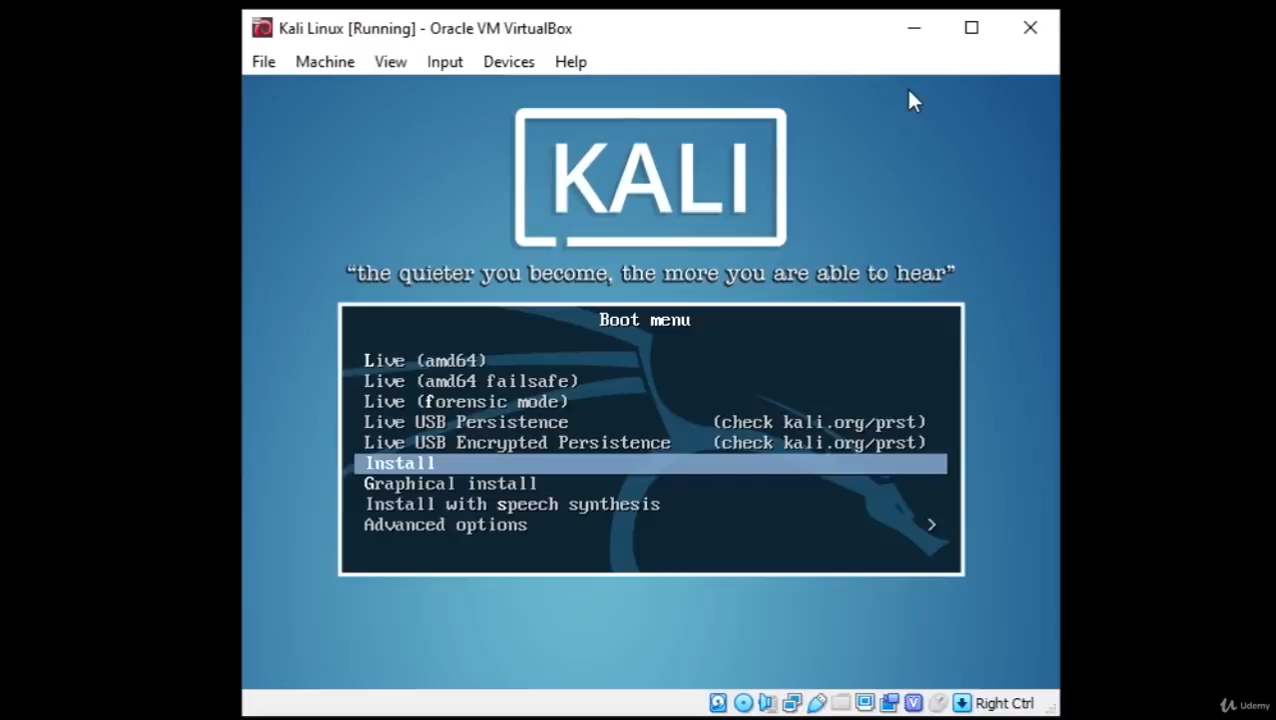 Kali Linux [Running] - Oracle VM VirtualBox
File Machine View Input Devices Help
KALI
“the quieter you become, the more you are able to hear”
Boot menu
Live (amd64)
Live (amd64 failsafe)
Live (forensic mode)
Live USB Persistence (check kali.org/prst)
Live USB Encrypted Persistence (check kali.org/prst)
Install
Graphical install
Install with speech synthesis
Advanced options >
Right Ctrl
Udemy